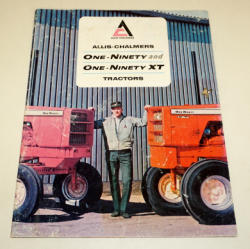 ALLIS-CHALMERS
ALLIS-CHALMERS
ONE-NINETY and
ONE-NINETY XT
TRACTORS